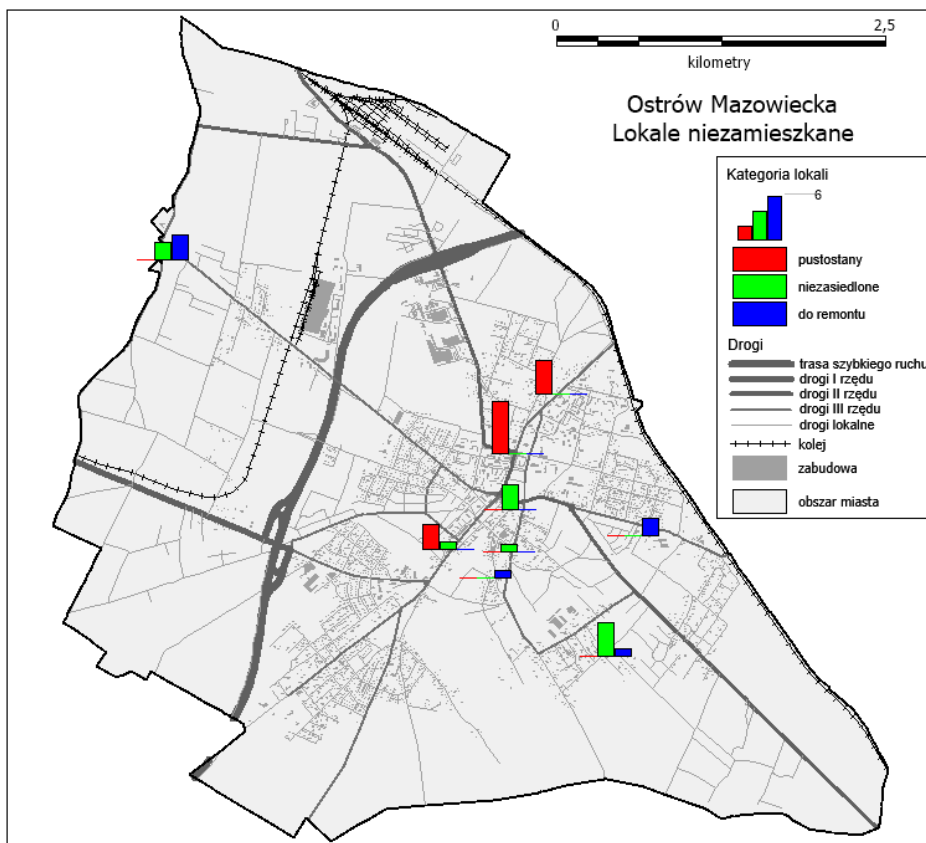 0 2,5
kilometry
Ostrów Mazowiecka
Lokale niezamieszkane
Kategoria lokali
6
pustostany
niezasiedlone
do remontu
Drogi
trasa szybkiego ruchu
drogi I rzędu
drogi II rzędu
drogi III rzędu
drogi lokalne
kolej
zabudowa
obszar miasta